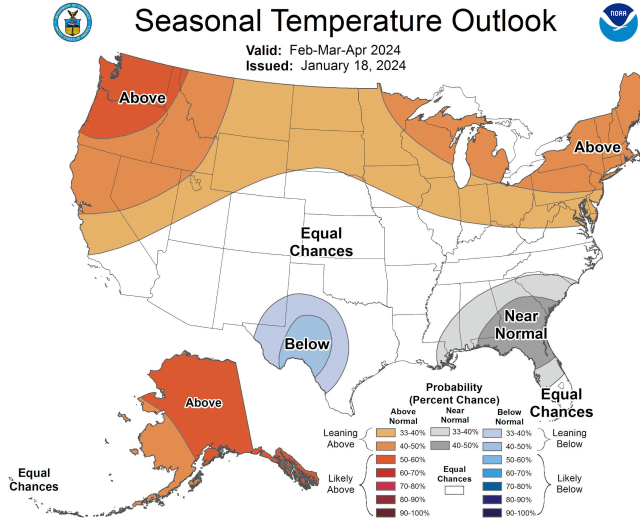 Seasonal Temperature Outlook
NOAA
Valid: Feb-Mar-Apr 2024
Issued: January 18, 2024
Above
Above
Equal
Chances
Near
Normal
Below
Above
Equal
Chances
Equal
Chances
Probability
(Percent Chance)
Above
Normal
Near
Normal
Below
Normal
Leaning
Above
33-40%
40-50%
33-40%
40-50%
33-40%
40-50%
Leaning
Below
Likely
Above
50-60%
60-70%
70-80%
80-90%
90-100%
Equal
Chances
50-60%
60-70%
70-80%
80-90%
90-100%
Likely
Below